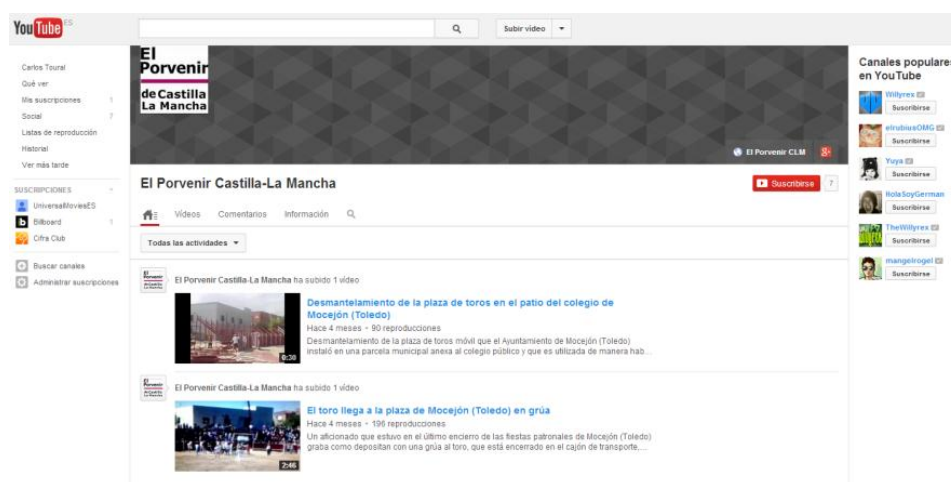 YouTube ES
Subir vídeo
Carlos Toural
Qué ver
Mis suscripciones 1
Social 7
Listas de reproducción
Historial
Ver más tarde
SUSCRIPCIONES
UniversalMoviesES
Billboard 1
Cifra Club
Buscar canales
Administrar suscripciones
El
Porvenir
de Castilla
La Mancha
El Porvenir CLM
El Porvenir Castilla-La Mancha
Suscribirse 7
Vídeos Comentarios Información
Todas las actividades
El Porvenir Castilla-La Mancha ha subido 1 vídeo
Desmantelamiento de la plaza de toros en el patio del colegio de
Mocejón (Toledo)
Hace 4 meses • 90 reproducciones
Desmantelamiento de la plaza de toros móvil que el Ayuntamiento de Mocejón (Toledo)
instaló en una parcela municipal anexa al colegio público y que es utilizada de manera hab...
0:30
El Porvenir Castilla-La Mancha ha subido 1 vídeo
El toro llega a la plaza de Mocejón (Toledo) en grúa
Hace 4 meses • 196 reproducciones
Un aficionado que estuvo en el último encierro de las fiestas patronales de Mocejón (Toledo)
graba como depositan con una grúa al toro, que está encerrado en el cajón de transporte,...
2:46
Canales populares
en YouTube
Willyrex
Suscribirse
elrubiusOMG
Suscribirse
Yuya
Suscribirse
HolaSoyGerman
Suscribirse
TheWillyrex
Suscribirse
mangelrogel
Suscribirse